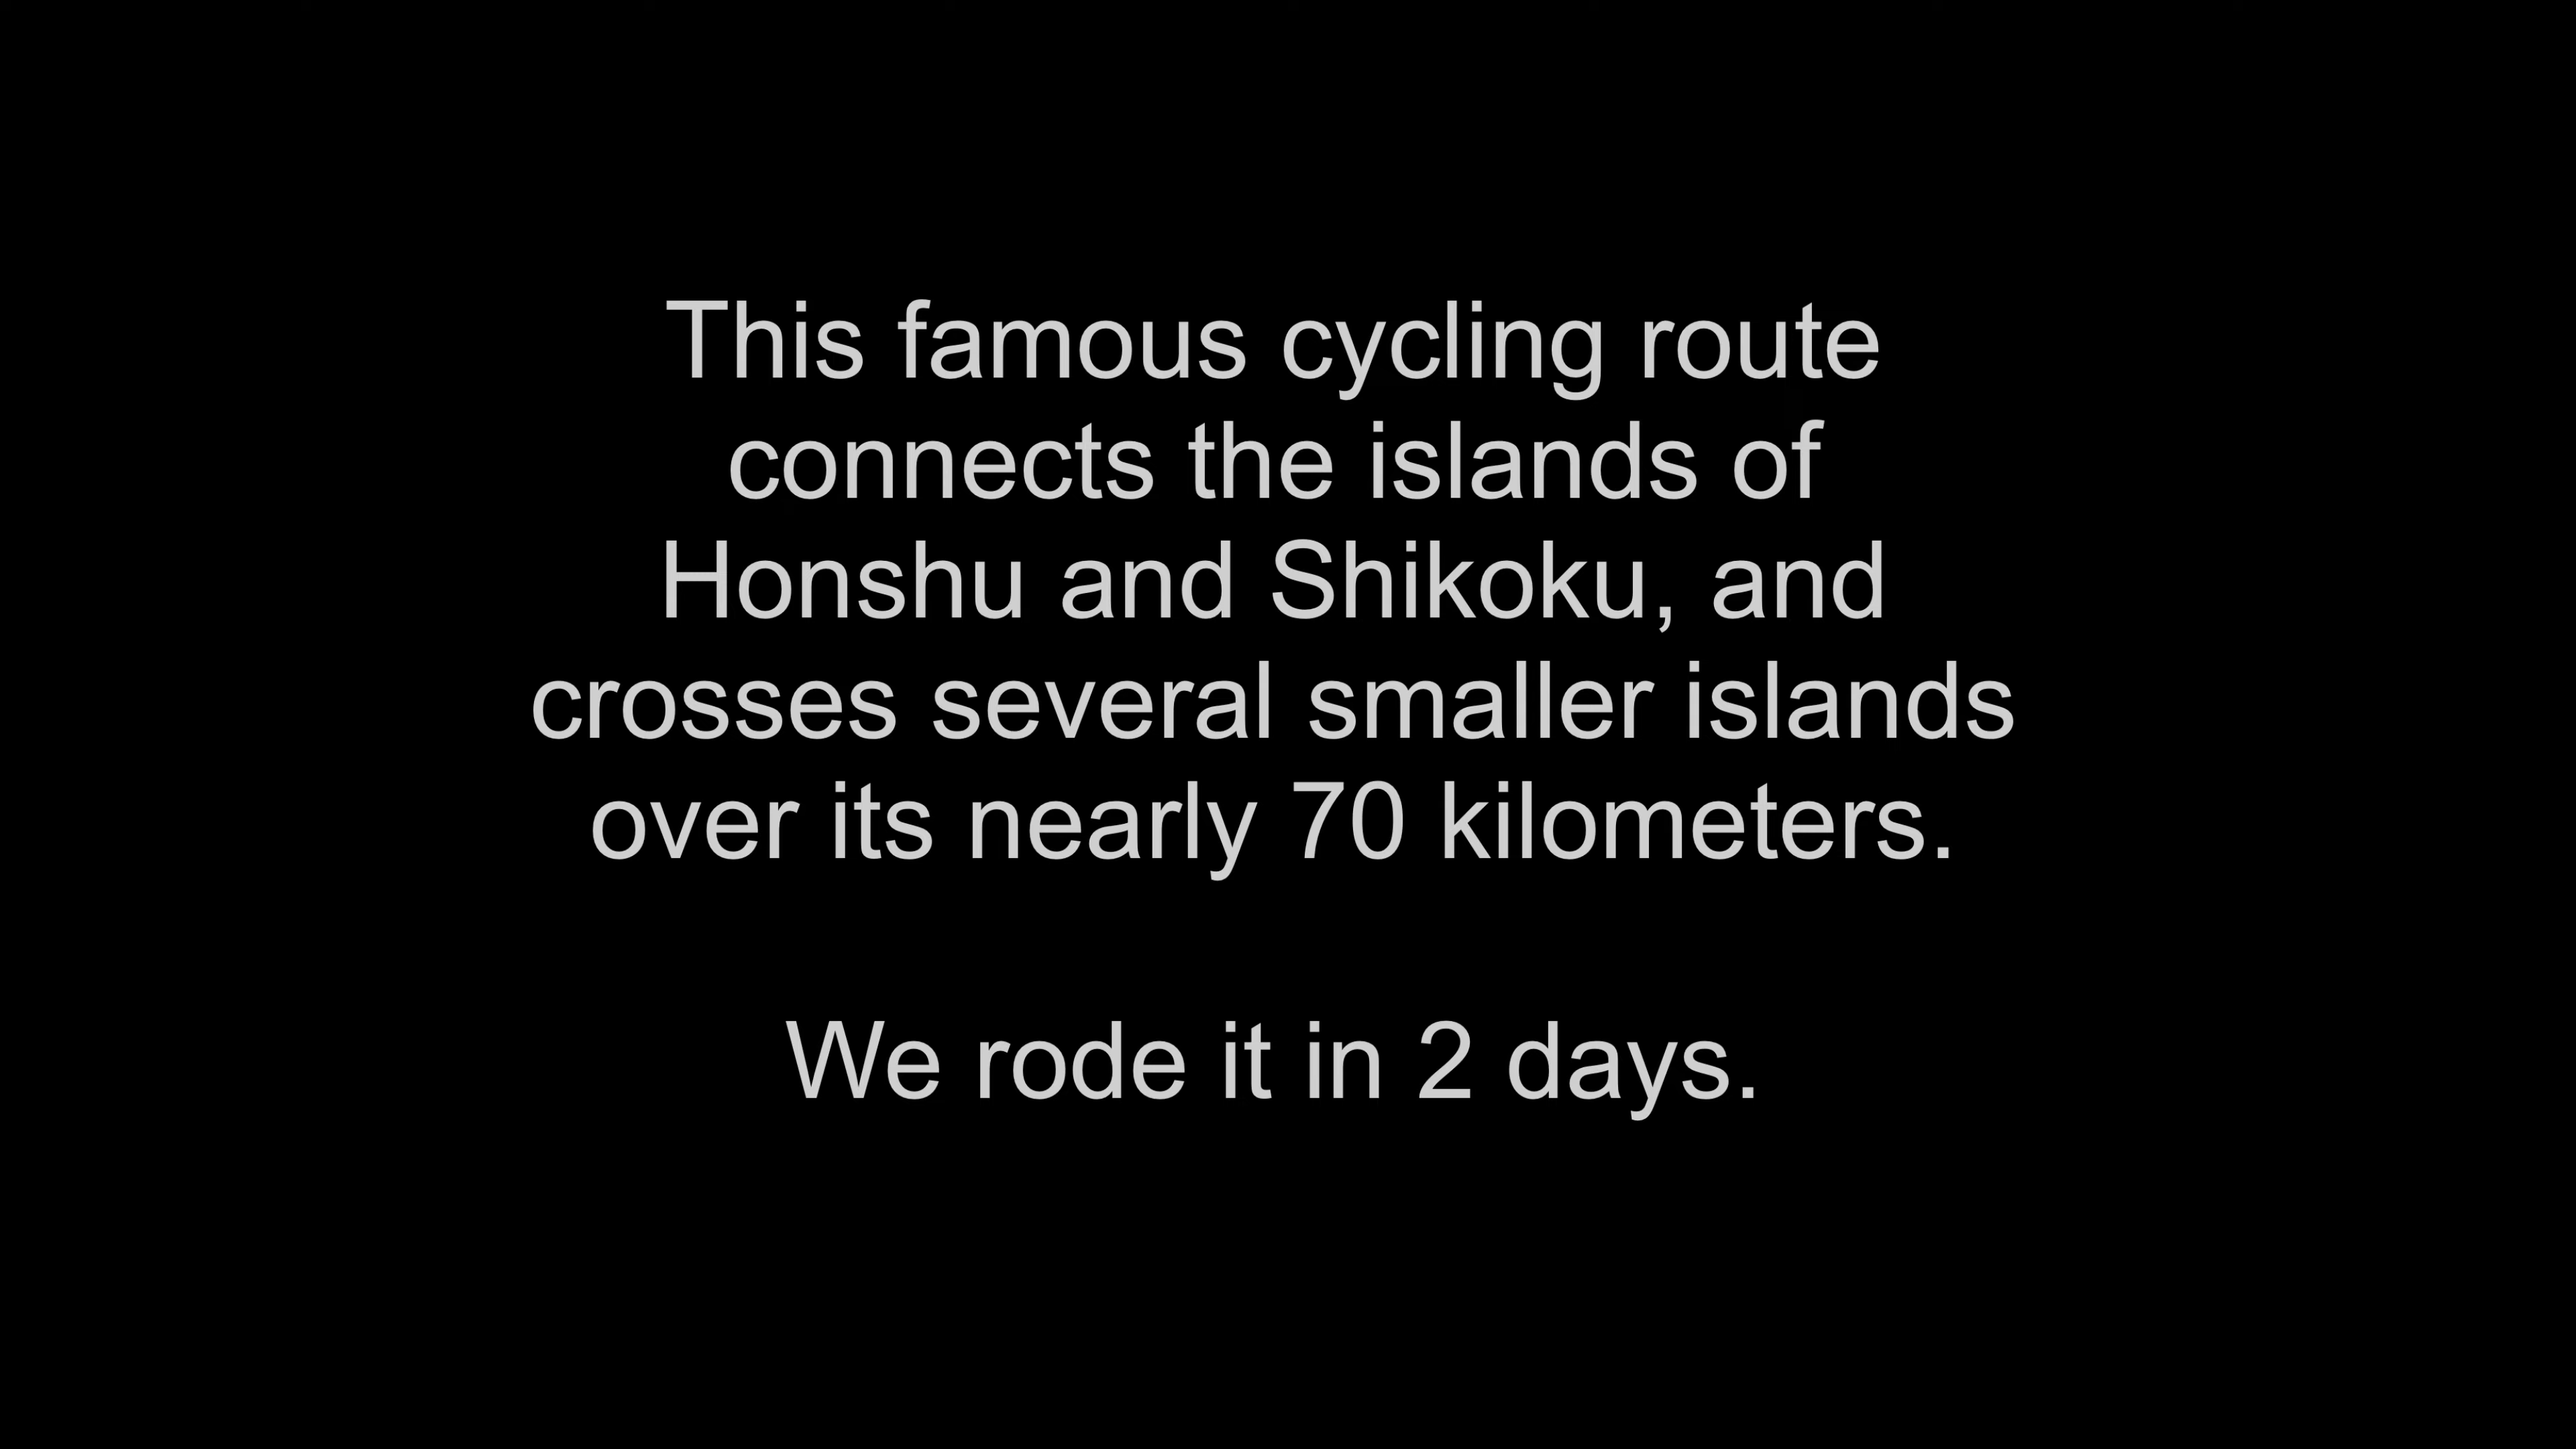 This famous cycling route
connects the islands of
Honshu and Shikoku, and
crosses several smaller islands
over its nearly 70 kilometers.
We rode it in 2 days.